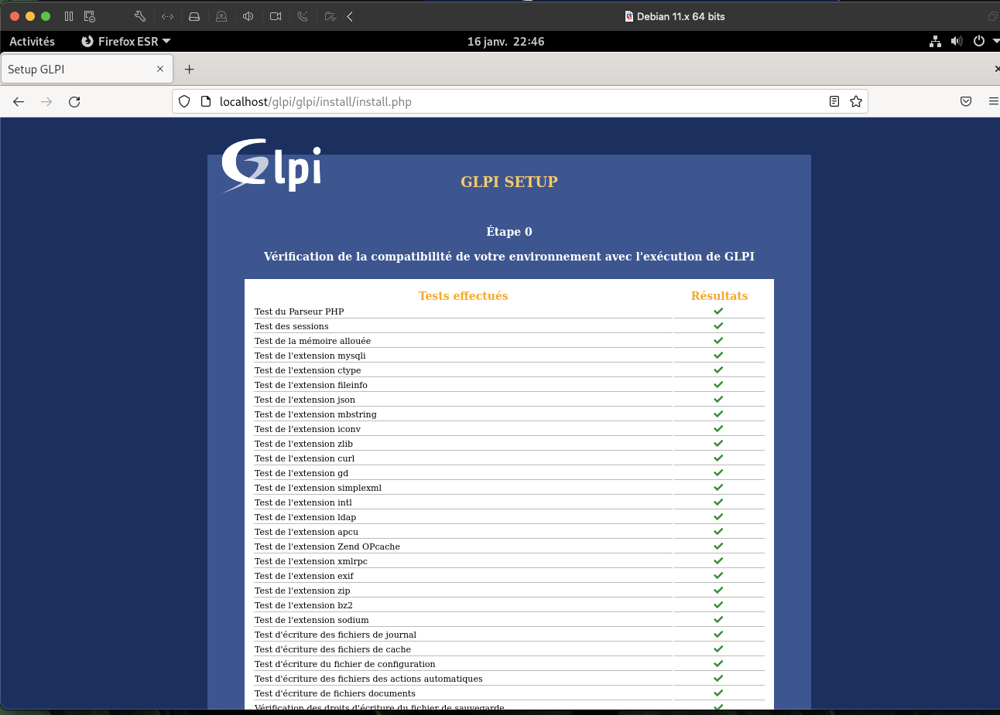 Debian 11.x 64 bits
Activités Firefox ESR 16 janv. 22:46
Setup GLPI
localhost/glpi/glpi/install/install.php
Glpi
GLPI SETUP
Étape 0
Vérification de la compatibilité de votre environnement avec l'exécution de GLPI
Tests effectués Résultats
Test du Parseur PHP
Test des sessions
Test de la mémoire allouée
Test de l'extension mysqli
Test de l'extension ctype
Test de l'extension fileinfo
Test de l'extension json
Test de l'extension mbstring
Test de l'extension iconv
Test de l'extension zlib
Test de l'extension curl
Test de l'extension gd
Test de l'extension simplexml
Test de l'extension intl
Test de l'extension ldap
Test de l'extension apcu
Test de l'extension Zend OPcache
Test de l'extension xmlrpc
Test de l'extension exif
Test de l'extension zip
Test de l'extension bz2
Test de l'extension sodium
Test d'écriture des fichiers de journal
Test d'écriture des fichiers de cache
Test d'écriture du fichier de configuration
Test d'écriture des fichiers des actions automatiques
Test d'écriture de fichiers documents
Vérification des droits d'écriture du fichier de sauvegarde